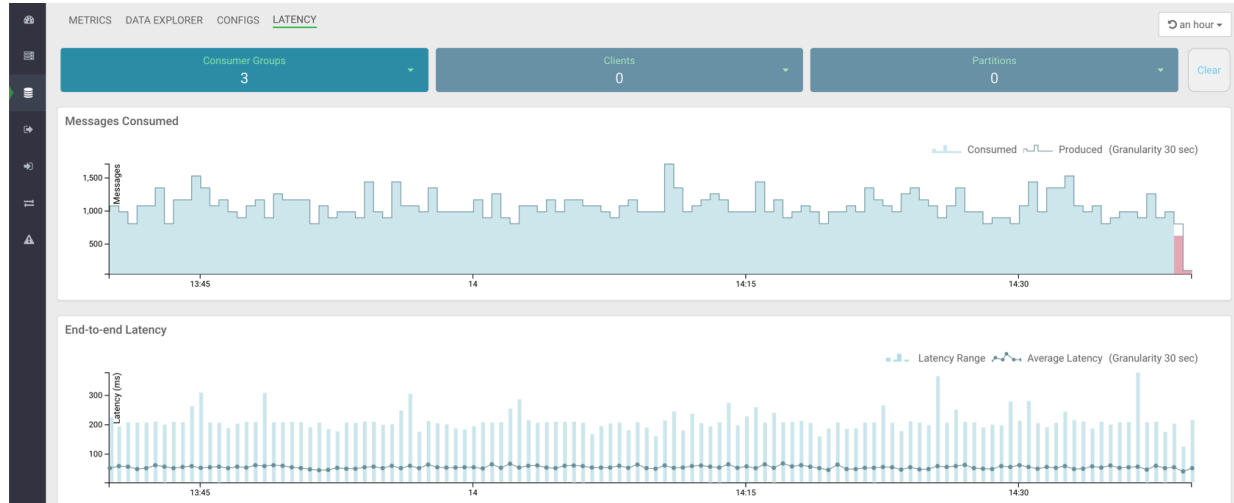 METRICS DATA EXPLORER CONFIGS LATENCY
an hour
Consumer Groups
3
Clients
0
Partitions
0
Clear
Messages Consumed
Consumed Produced (Granularity 30 sec)
Messages
1,500
1,000
500
13:45 14 14:15 14:30
End-to-end Latency
Latency Range Average Latency (Granularity 30 sec)
Latency (ms)
300
200
100
13:45 14 14:15 14:30